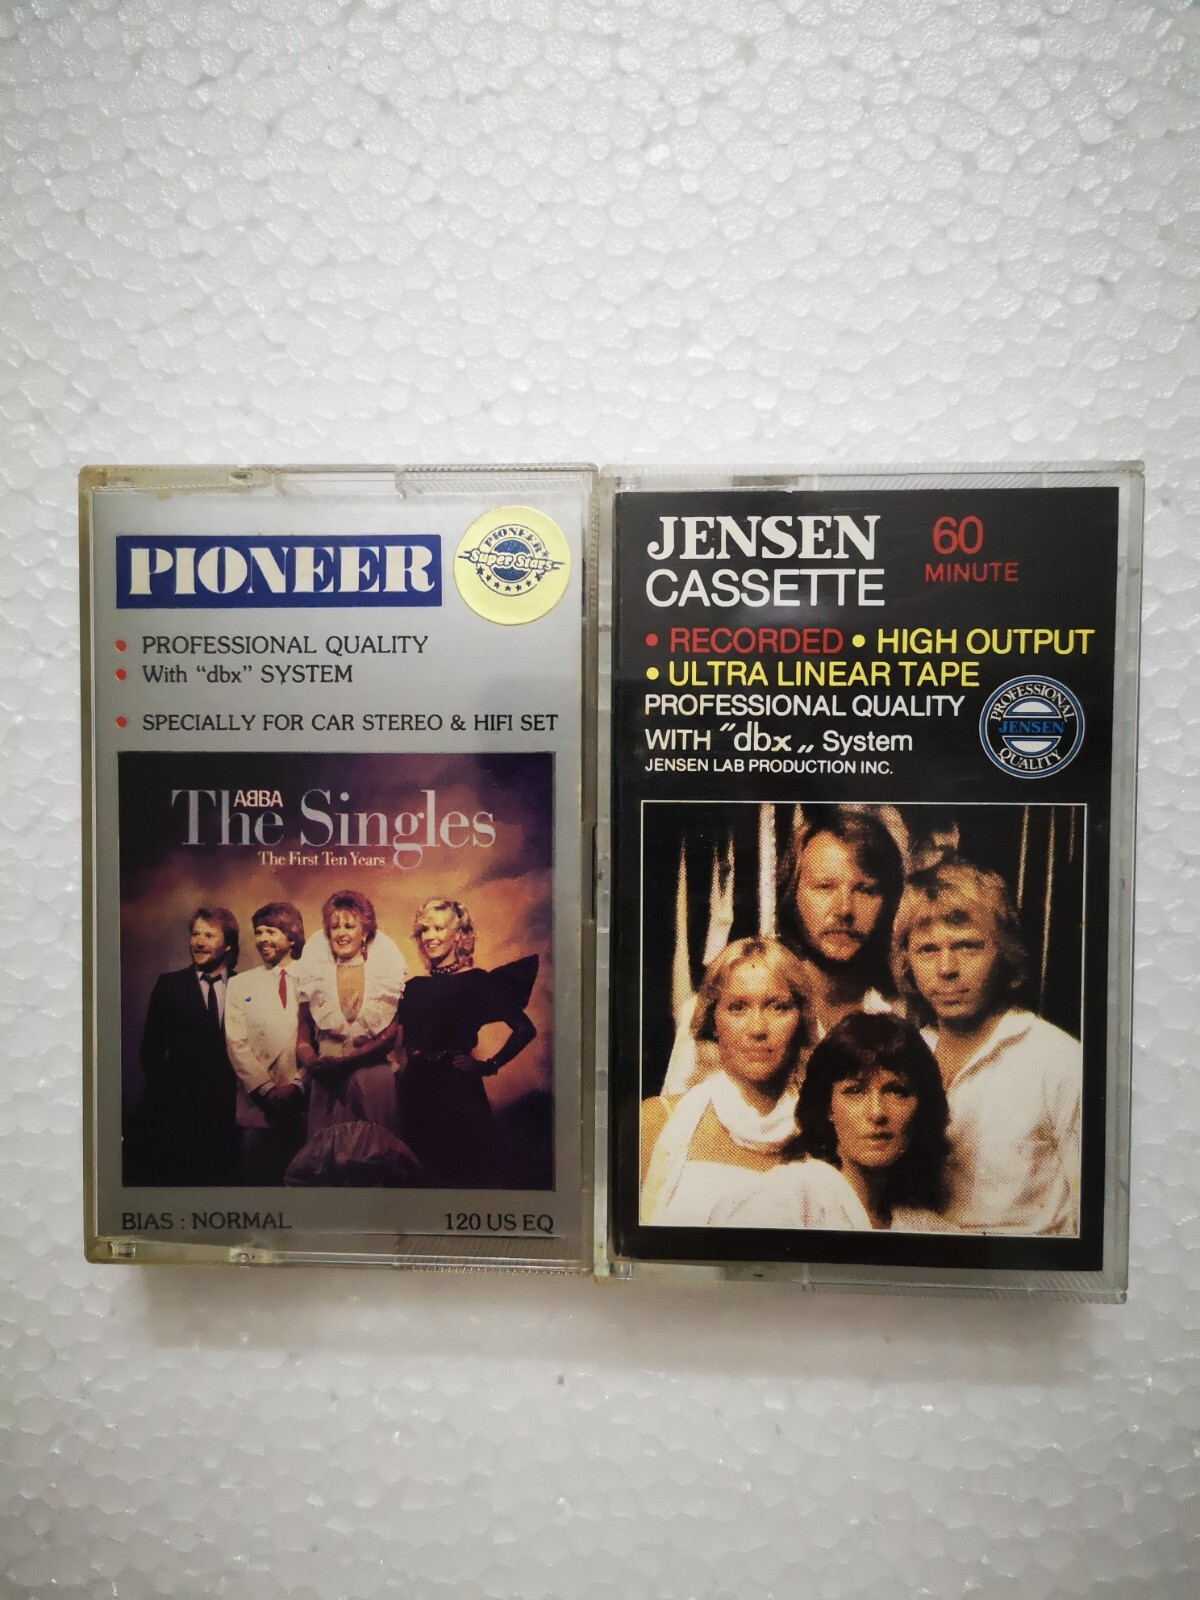 PIONEER
PIONEER
Super Stars
• PROFESSIONAL QUALITY
• With “dbx” SYSTEM
• SPECIALLY FOR CAR STEREO & HIFI SET
ABBA
The Singles
The First Ten Years
BIAS : NORMAL
120 US EQ
JENSEN
CASSETTE
60
MINUTE
• RECORDED • HIGH OUTPUT
• ULTRA LINEAR TAPE
PROFESSIONAL QUALITY
WITH "dbx„ System
JENSEN LAB PRODUCTION INC.
PROFESSIONAL
JENSEN
QUALITY